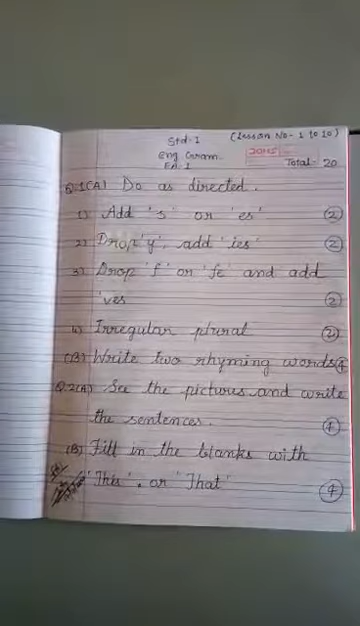 (Lesson No- 1 to 10)
Std-1
Eng Gram.
EA-1
Total- 20
Q-1(A) Do as directed.
1) Add 's' or 'es' (2)
2) Drop 'y', add 'ies' (2)
3) Drop 'f' or 'fe' and add
'ves (2)
4) Irregular plural (2)
(B) Write two rhyming words (4)
Q.2(A) See the pictures and write
the sentences. (4)
(B) Fill in the blanks with
"This". or "That" (4)